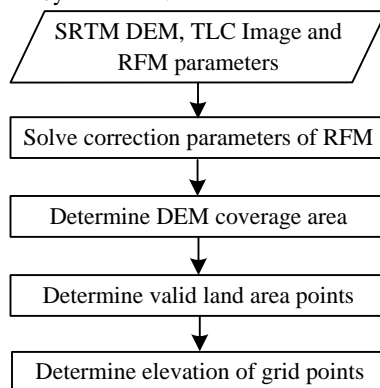 SRTM DEM, TLC Image and
RFM parameters
Solve correction parameters of RFM
Determine DEM coverage area
Determine valid land area points
Determine elevation of grid points